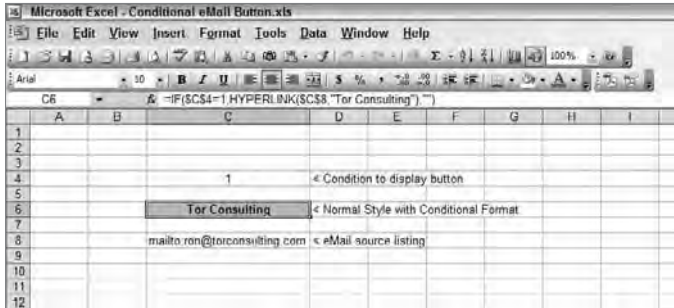 Microsoft Excel - Conditional eMail Button.xls
File Edit View Insert Format Tools Data Window Help
100%
Arial 10 B I U $ % ,
C6 fx =IF($C$4=1,HYPERLINK($C$8,"Tor Consulting"),"")
A B C D E F G H I
1
2
3
4 1 < Condition to display button
5
6 Tor Consulting < Normal Style with Conditional Format
7
8 mailto:ron@torconsulting.com < eMail source listing
9
10
11
12